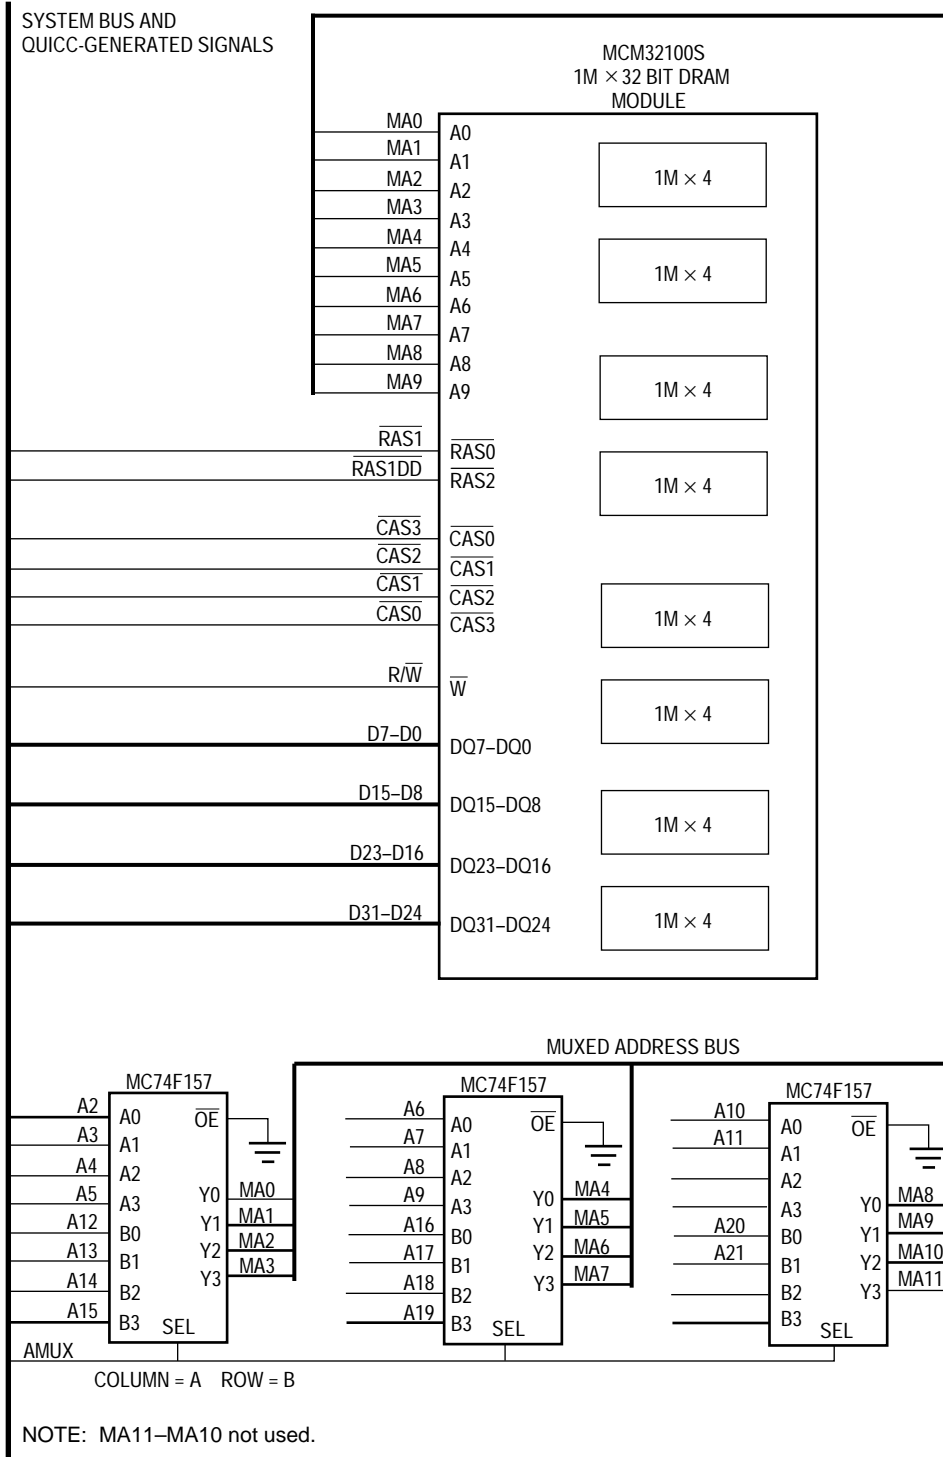 SYSTEM BUS AND
QUICC-GENERATED SIGNALS
MCM32100S
1M × 32 BIT DRAM
MODULE
MA0
A0
MA1
A1
MA2
A2
MA3
A3
MA4
A4
MA5
A5
MA6
A6
MA7
A7
MA8
A8
MA9
A9
1M × 4
1M × 4
1M × 4
1M × 4
1M × 4
1M × 4
1M × 4
1M × 4
RAS1
RAS0
RAS1DD
RAS2
CAS3
CAS0
CAS2
CAS1
CAS1
CAS2
CAS0
CAS3
R/W
W
D7–D0
DQ7–DQ0
D15–D8
DQ15–DQ8
D23–D16
DQ23–DQ16
D31–D24
DQ31–DQ24
MUXED ADDRESS BUS
MC74F157
A2
A0
OE
A3
A1
A4
A2
A5
A3
Y0
MA0
A12
B0
Y1
MA1
A13
B1
Y2
MA2
A14
B2
Y3
MA3
A15
B3
SEL
MC74F157
A6
A0
OE
A7
A1
A8
A2
A9
A3
Y0
MA4
A16
B0
Y1
MA5
A17
B1
Y2
MA6
A18
B2
Y3
MA7
A19
B3
SEL
MC74F157
A10
A0
OE
A11
A1
A2
A3
Y0
MA8
A20
B0
Y1
MA9
A21
B1
Y2
MA10
B2
Y3
MA11
B3
SEL
AMUX
COLUMN = A ROW = B
NOTE: MA11–MA10 not used.